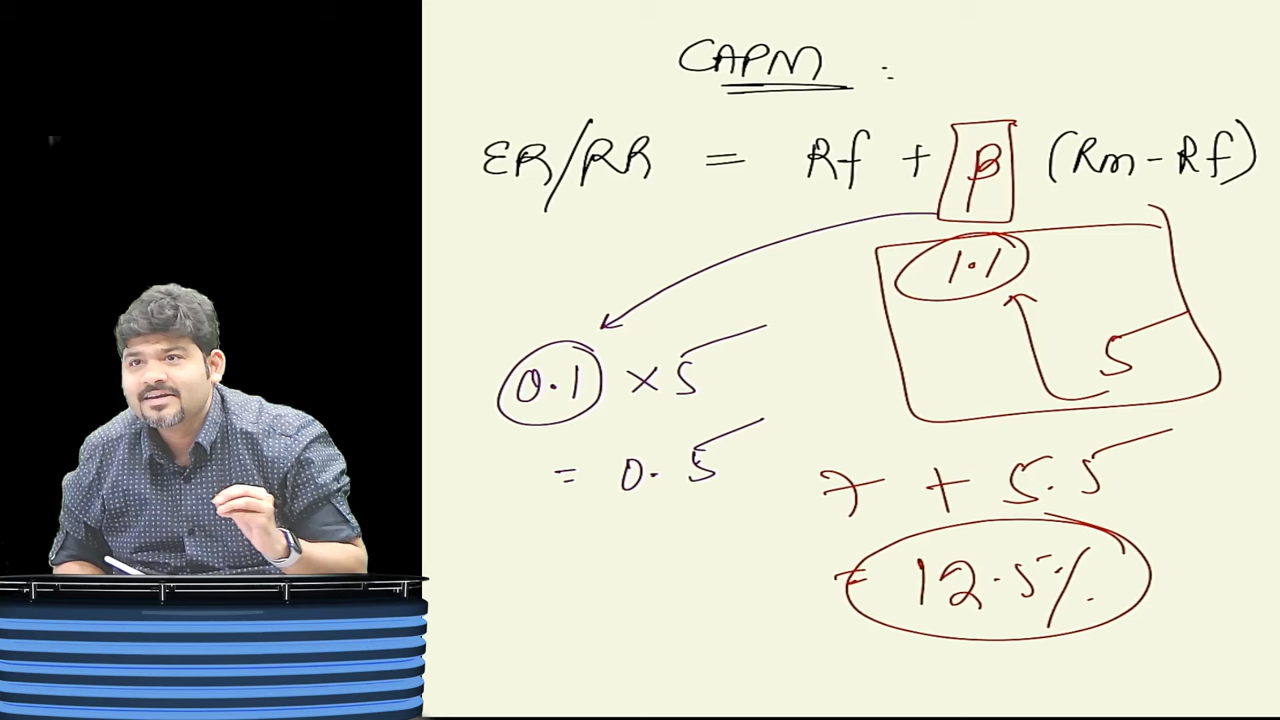 CAPM :
ER/RR = Rf + β (Rm - Rf)
1.1
5
0.1 × 5
= 0.5
7 + 5.5
= 12.5%